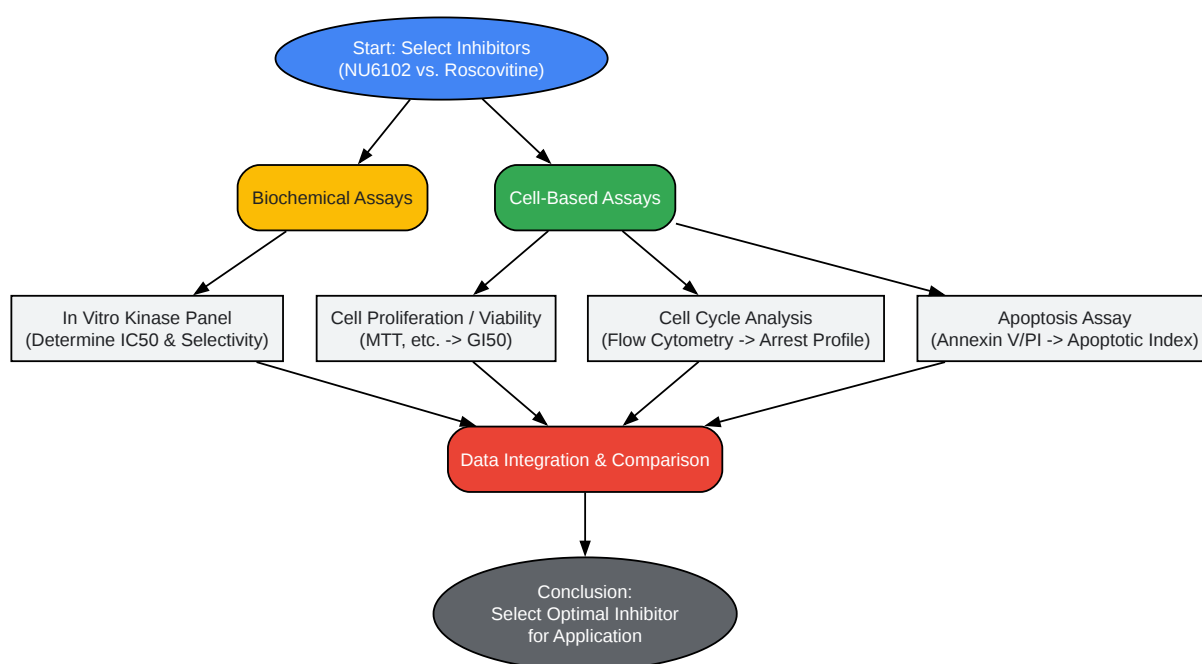 Start: Select Inhibitors
(NU6102 vs. Roscovitine)
Biochemical Assays
Cell-Based Assays
In Vitro Kinase Panel
(Determine IC50 & Selectivity)
Cell Proliferation / Viability
(MTT, etc. -> GI50)
Cell Cycle Analysis
(Flow Cytometry -> Arrest Profile)
Apoptosis Assay
(Annexin V/PI -> Apoptotic Index)
Data Integration & Comparison
Conclusion:
Select Optimal Inhibitor
for Application